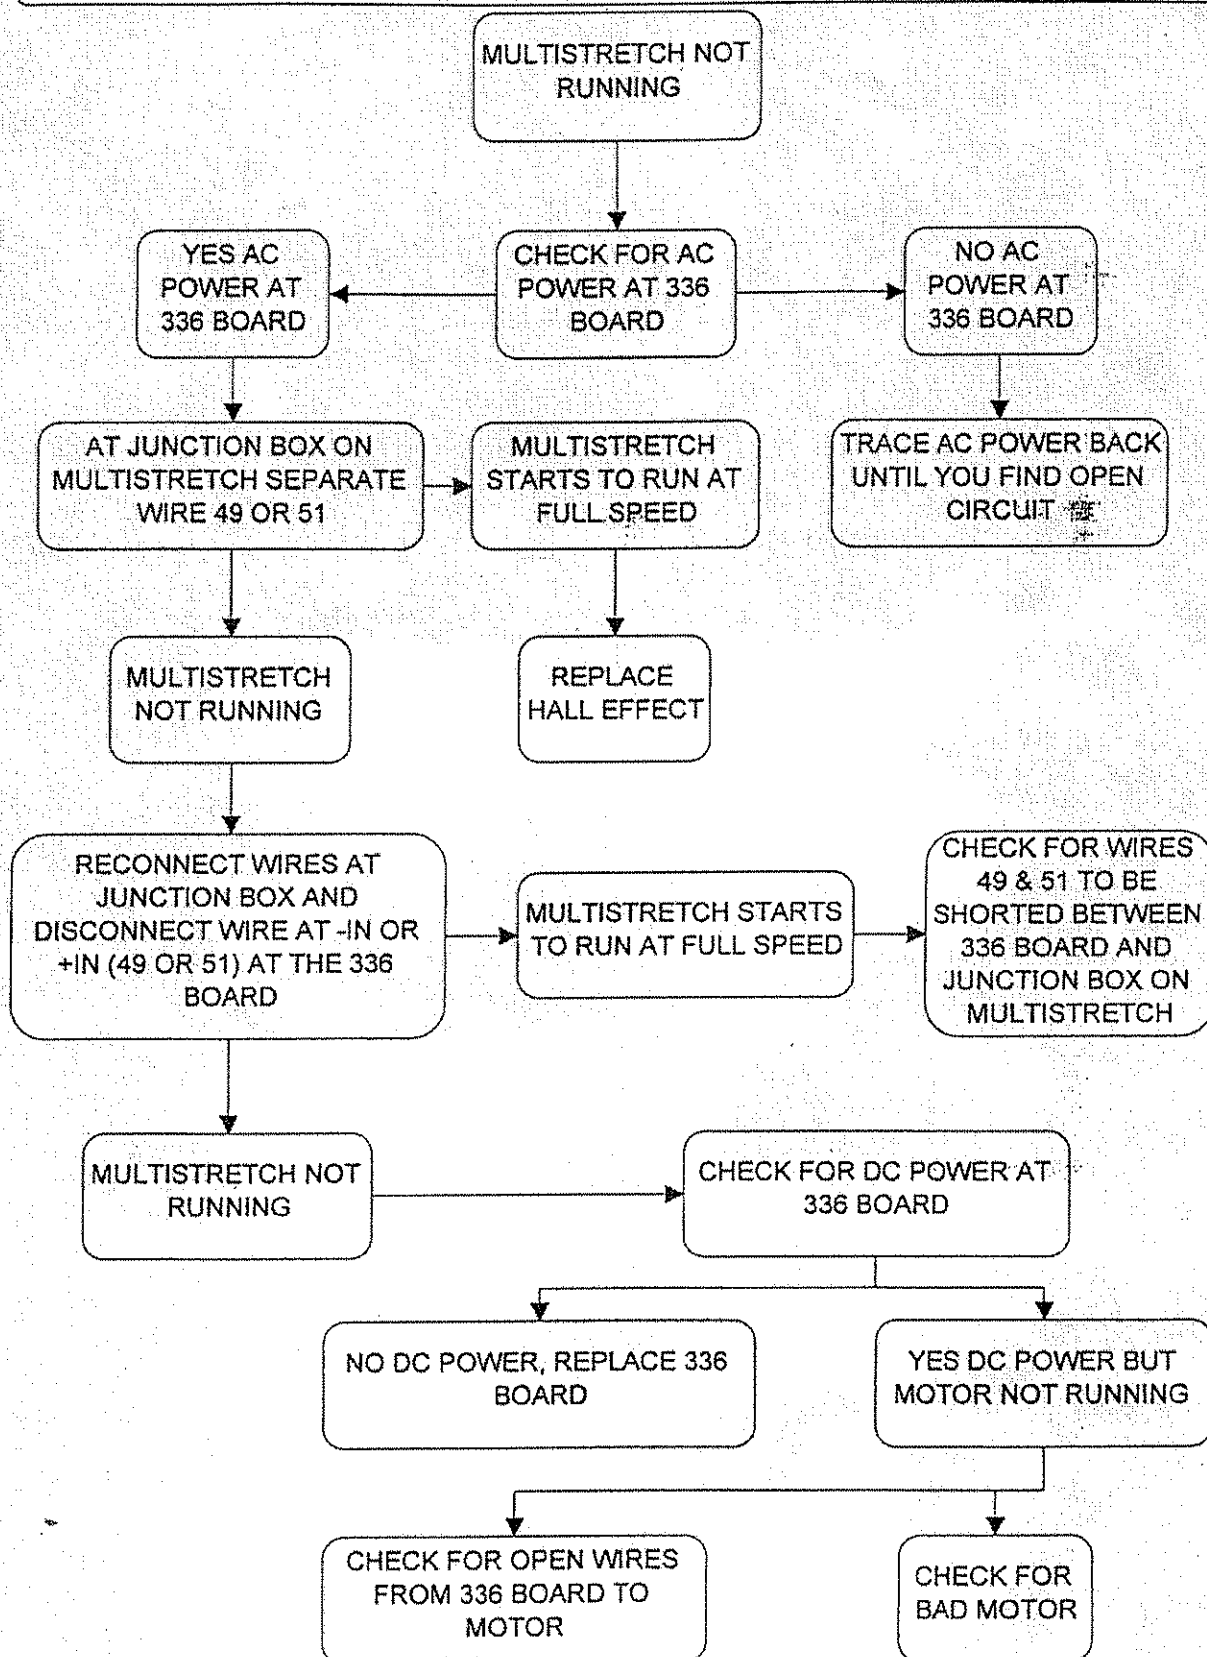 MULTISTRETCH NOT
RUNNING
YES AC
POWER AT
336 BOARD
CHECK FOR AC
POWER AT 336
BOARD
NO AC
POWER AT
336 BOARD
AT JUNCTION BOX ON
MULTISTRETCH SEPARATE
WIRE 49 OR 51
MULTISTRETCH
STARTS TO RUN AT
FULL SPEED
TRACE AC POWER BACK
UNTIL YOU FIND OPEN
CIRCUIT
MULTISTRETCH
NOT RUNNING
REPLACE
HALL EFFECT
RECONNECT WIRES AT
JUNCTION BOX AND
DISCONNECT WIRE AT -IN OR
+IN (49 OR 51) AT THE 336
BOARD
MULTISTRETCH STARTS
TO RUN AT FULL SPEED
CHECK FOR WIRES
49 & 51 TO BE
SHORTED BETWEEN
336 BOARD AND
JUNCTION BOX ON
MULTISTRETCH
MULTISTRETCH NOT
RUNNING
CHECK FOR DC POWER AT
336 BOARD
NO DC POWER, REPLACE 336
BOARD
YES DC POWER BUT
MOTOR NOT RUNNING
CHECK FOR OPEN WIRES
FROM 336 BOARD TO
MOTOR
CHECK FOR
BAD MOTOR